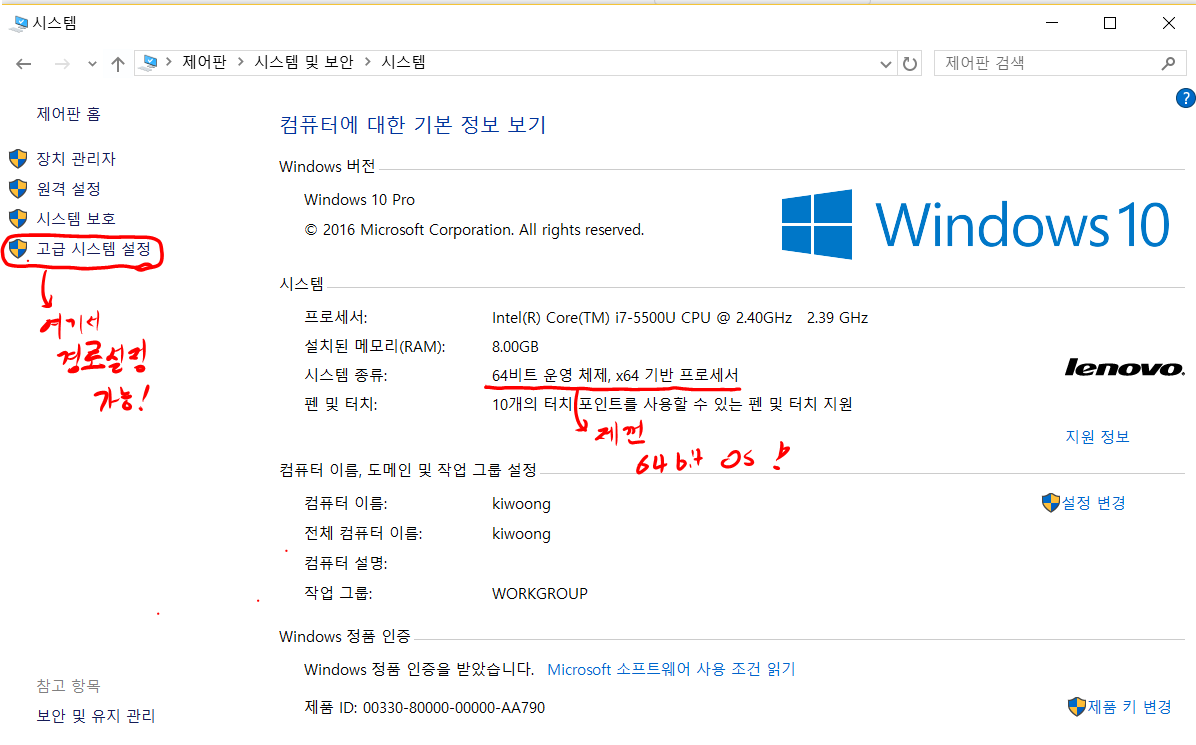 시스템
제어판 > 시스템 및 보안 > 시스템
제어판 검색
?
제어판 홈
장치 관리자
원격 설정
시스템 보호
고급 시스템 설정
여기서
경로설정
가능!
컴퓨터에 대한 기본 정보 보기
Windows 버전
Windows 10 Pro
© 2016 Microsoft Corporation. All rights reserved.
Windows 10
시스템
프로세서: Intel(R) Core(TM) i7-5500U CPU @ 2.40GHz 2.39 GHz
설치된 메모리(RAM): 8.00GB
시스템 종류: 64비트 운영 체제, x64 기반 프로세서
펜 및 터치: 10개의 터치 포인트를 사용할 수 있는 펜 및 터치 지원
제껀
64bit OS !
lenovo.
지원 정보
컴퓨터 이름, 도메인 및 작업 그룹 설정
컴퓨터 이름: kiwoong
설정 변경
전체 컴퓨터 이름: kiwoong
컴퓨터 설명:
작업 그룹: WORKGROUP
Windows 정품 인증
Windows 정품 인증을 받았습니다. Microsoft 소프트웨어 사용 조건 읽기
제품 ID: 00330-80000-00000-AA790
제품 키 변경
참고 항목
보안 및 유지 관리